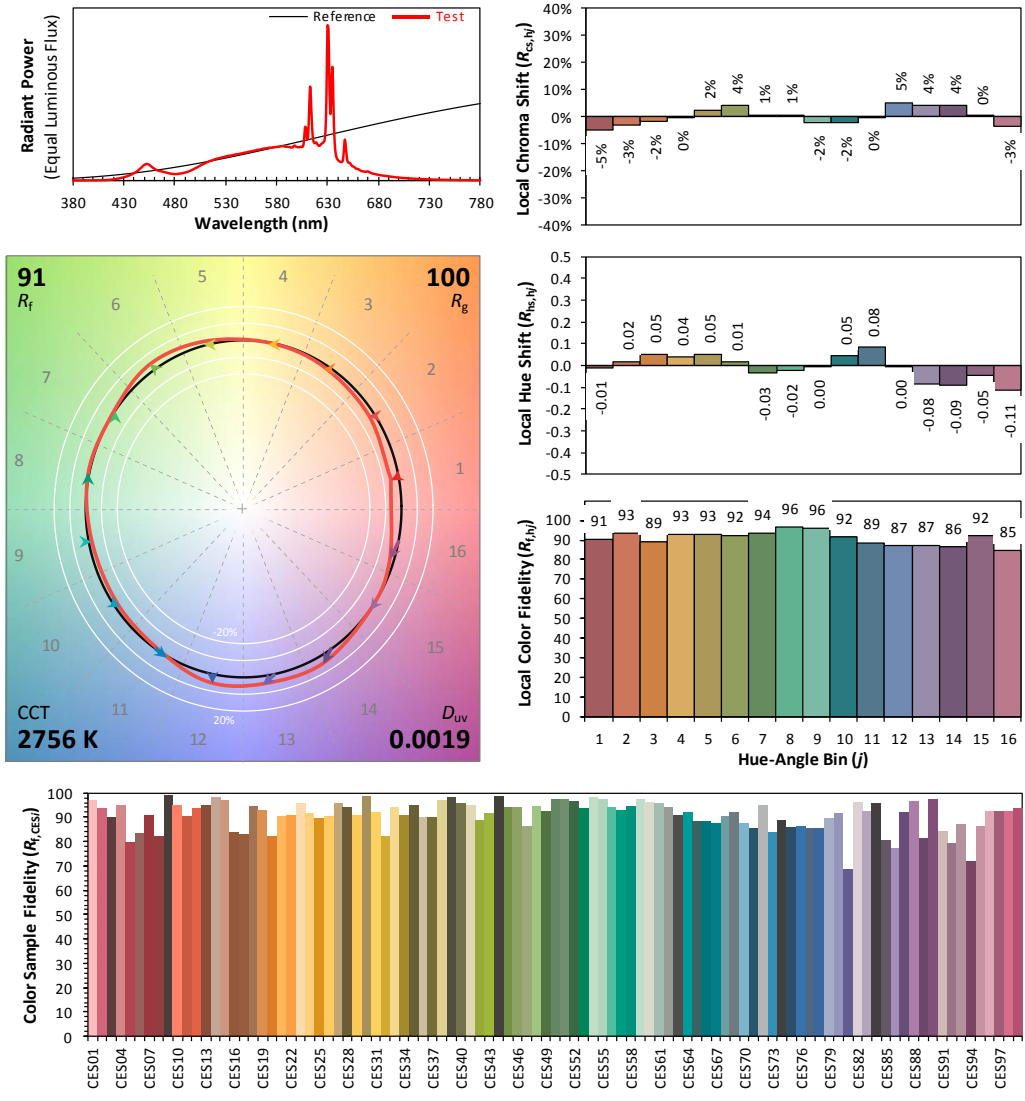 Reference Test
Radiant Power
(Equal Luminous Flux)
380 430 480 530 580 630 680 730 780
Wavelength (nm)
Local Chroma Shift (Rcs,hj)
40%
30%
20%
10%
0%
-10%
-20%
-30%
-40%
-5% -3% -2% 0% 2% 4% 1% 1% -2% -2% 0% 5% 4% 4% 0% -3%
91
Rf
100
Rg
5 4
6 3
7 2
8 1
9 16
10 15
11 14
12 13
-20%
20%
CCT
2756 K
Duv
0.0019
Local Hue Shift (Rhs,hj)
0.5
0.4
0.3
0.2
0.1
0.0
-0.1
-0.2
-0.3
-0.4
-0.5
-0.01 0.02 0.05 0.04 0.05 0.01 -0.03 -0.02 0.00 0.05 0.08 0.00 -0.08 -0.09 -0.05 -0.11
Local Color Fidelity (Rf,hj)
100
90
80
70
60
50
40
30
20
10
0
91 93 89 93 93 92 94 96 96 92 89 87 87 86 92 85
1 2 3 4 5 6 7 8 9 10 11 12 13 14 15 16
Hue-Angle Bin (j)
Color Sample Fidelity (Rf,CESi)
100
90
80
70
60
50
40
30
20
10
0
CES01 CES04 CES07 CES10 CES13 CES16 CES19 CES22 CES25 CES28 CES31 CES34 CES37 CES40 CES43 CES46 CES49 CES52 CES55 CES58 CES61 CES64 CES67 CES70 CES73 CES76 CES79 CES82 CES85 CES88 CES91 CES94 CES97